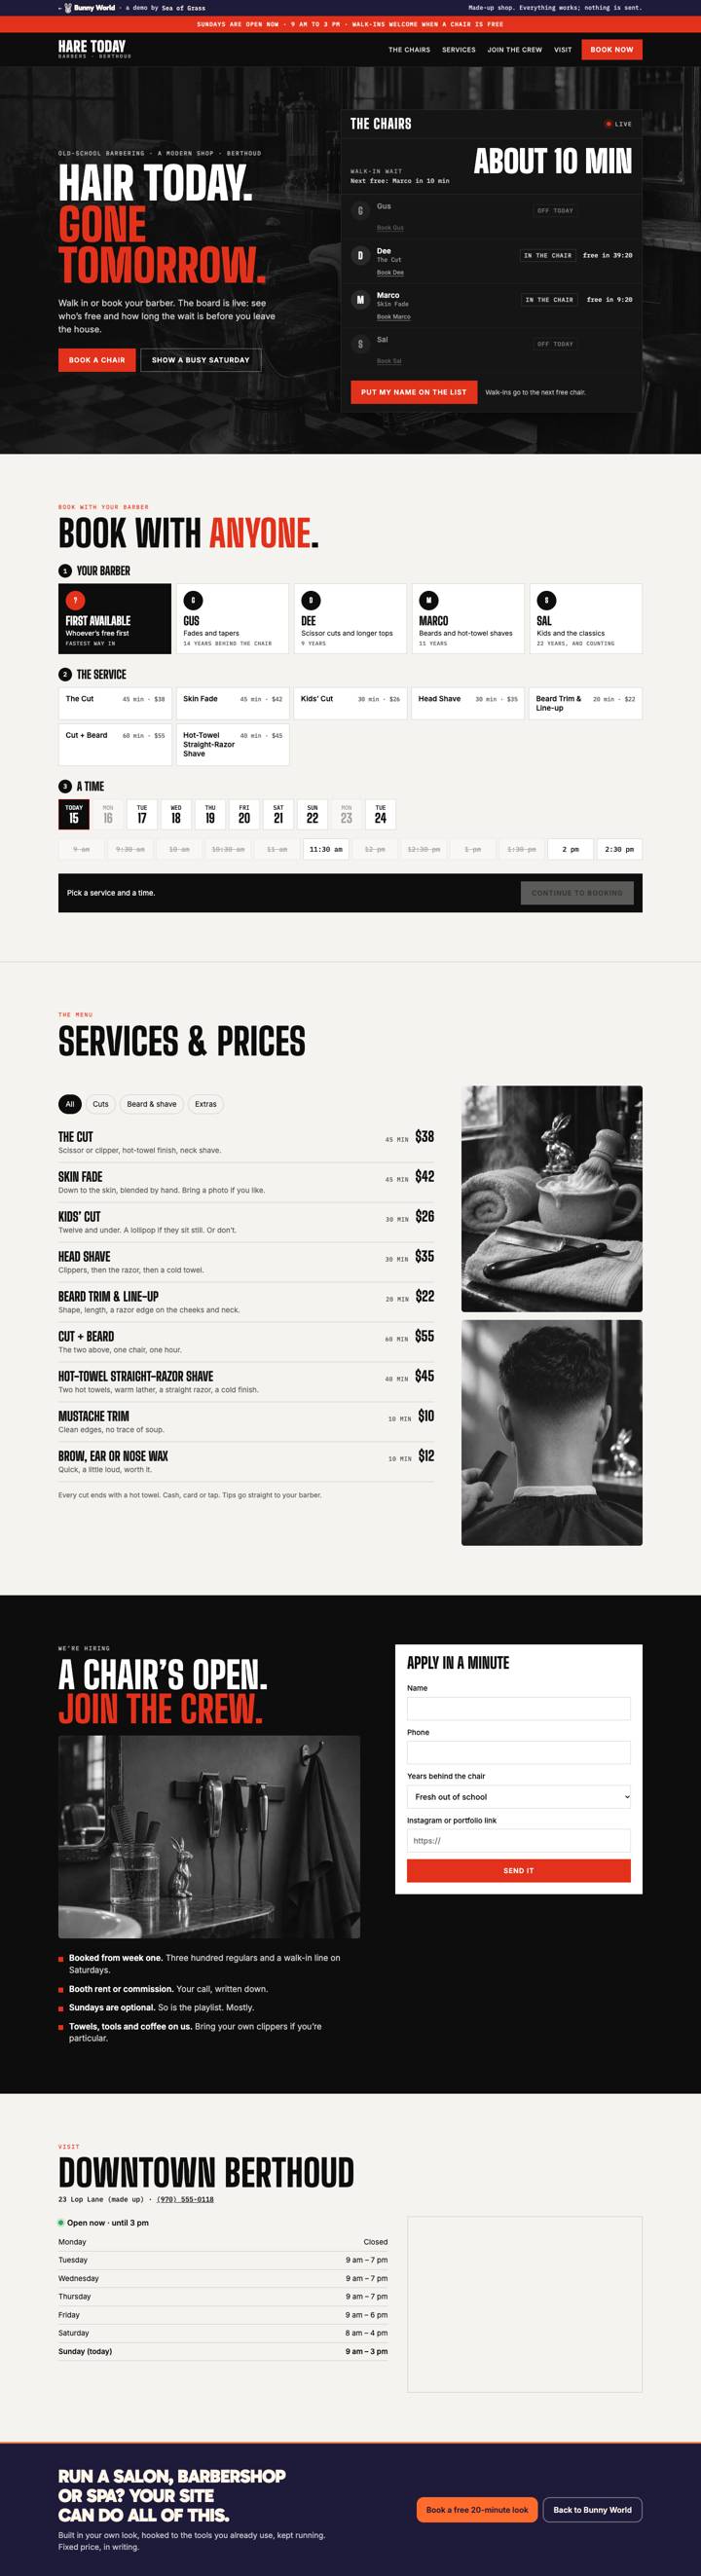 ← Bunny World · a demo by Sea of Grass
Made-up shop. Everything works; nothing is sent.
SUNDAYS ARE OPEN NOW · 9 AM TO 3 PM · WALK-INS WELCOME WHEN A CHAIR IS FREE
HARE TODAY
BARBERS · BERTHOUD
THE CHAIRS
SERVICES
JOIN THE CREW
VISIT
BOOK NOW
OLD-SCHOOL BARBERING · A MODERN SHOP · BERTHOUD
HAIR TODAY.
GONE
TOMORROW.
Walk in or book your barber. The board is live: see
who's free and how long the wait is before you leave
the house.
BOOK A CHAIR
SHOW A BUSY SATURDAY
THE CHAIRS
LIVE
WALK-IN WAIT
Next free: Marco in 10 min
ABOUT 10 MIN
G
Gus
OFF TODAY
Book Gus
D
Dee
The Cut
Book Dee
IN THE CHAIR free in 39:20
M
Marco
Skin Fade
Book Marco
IN THE CHAIR free in 9:20
S
Sal
OFF TODAY
Book Sal
PUT MY NAME ON THE LIST
Walk-ins go to the next free chair.
BOOK WITH YOUR BARBER
BOOK WITH ANYONE.
1 YOUR BARBER
?
FIRST AVAILABLE
Whoever's free first
FASTEST WAY IN
G
GUS
Fades and tapers
14 YEARS BEHIND THE CHAIR
D
DEE
Scissor cuts and longer tops
9 YEARS
M
MARCO
Beards and hot-towel shaves
11 YEARS
S
SAL
Kids and the classics
22 YEARS, AND COUNTING
2 THE SERVICE
The Cut 45 min · $38
Skin Fade 45 min · $42
Kids' Cut 30 min · $26
Head Shave 30 min · $35
Beard Trim & Line-up 20 min · $22
Cut + Beard 60 min · $55
Hot-Towel Straight-Razor Shave 40 min · $45
3 A TIME
TODAY 15
MON 16
TUE 17
WED 18
THU 19
FRI 20
SAT 21
SUN 22
MON 23
TUE 24
9 am
9:30 am
10 am
10:30 am
11 am
11:30 am
12 pm
12:30 pm
1 pm
1:30 pm
2 pm
2:30 pm
Pick a service and a time.
CONTINUE TO BOOKING
THE MENU
SERVICES & PRICES
All
Cuts
Beard & shave
Extras
THE CUT 45 MIN $38
Scissor or clipper, hot-towel finish, neck shave.
SKIN FADE 45 MIN $42
Down to the skin, blended by hand. Bring a photo if you like.
KIDS' CUT 30 MIN $26
Twelve and under. A lollipop if they sit still. Or don't.
HEAD SHAVE 30 MIN $35
Clippers, then the razor, then a cold towel.
BEARD TRIM & LINE-UP 20 MIN $22
Shape, length, a razor edge on the cheeks and neck.
CUT + BEARD 60 MIN $55
The two above, one chair, one hour.
HOT-TOWEL STRAIGHT-RAZOR SHAVE 40 MIN $45
Two hot towels, warm lather, a straight razor, a cold finish.
MUSTACHE TRIM 10 MIN $10
Clean edges, no trace of soup.
BROW, EAR OR NOSE WAX 10 MIN $12
Quick, a little loud, worth it.
Every cut ends with a hot towel. Cash, card or tap. Tips go straight to your barber.
WE'RE HIRING
A CHAIR'S OPEN.
JOIN THE CREW.
Booked from week one. Three hundred regulars and a walk-in line on
Saturdays.
Booth rent or commission. Your call, written down.
Sundays are optional. So is the playlist. Mostly.
Towels, tools and coffee on us. Bring your own clippers if you're
particular.
APPLY IN A MINUTE
Name
Phone
Years behind the chair
Fresh out of school
Instagram or portfolio link
https://
SEND IT
VISIT
DOWNTOWN BERTHOUD
23 Lop Lane (made up) · (970) 555-0118
Open now · until 3 pm
Monday Closed
Tuesday 9 am – 7 pm
Wednesday 9 am – 7 pm
Thursday 9 am – 7 pm
Friday 9 am – 6 pm
Saturday 8 am – 4 pm
Sunday (today) 9 am – 3 pm
RUN A SALON, BARBERSHOP
OR SPA? YOUR SITE
CAN DO ALL OF THIS.
Built in your own look, hooked to the tools you already use, kept running.
Fixed price, in writing.
Book a free 20-minute look
Back to Bunny World